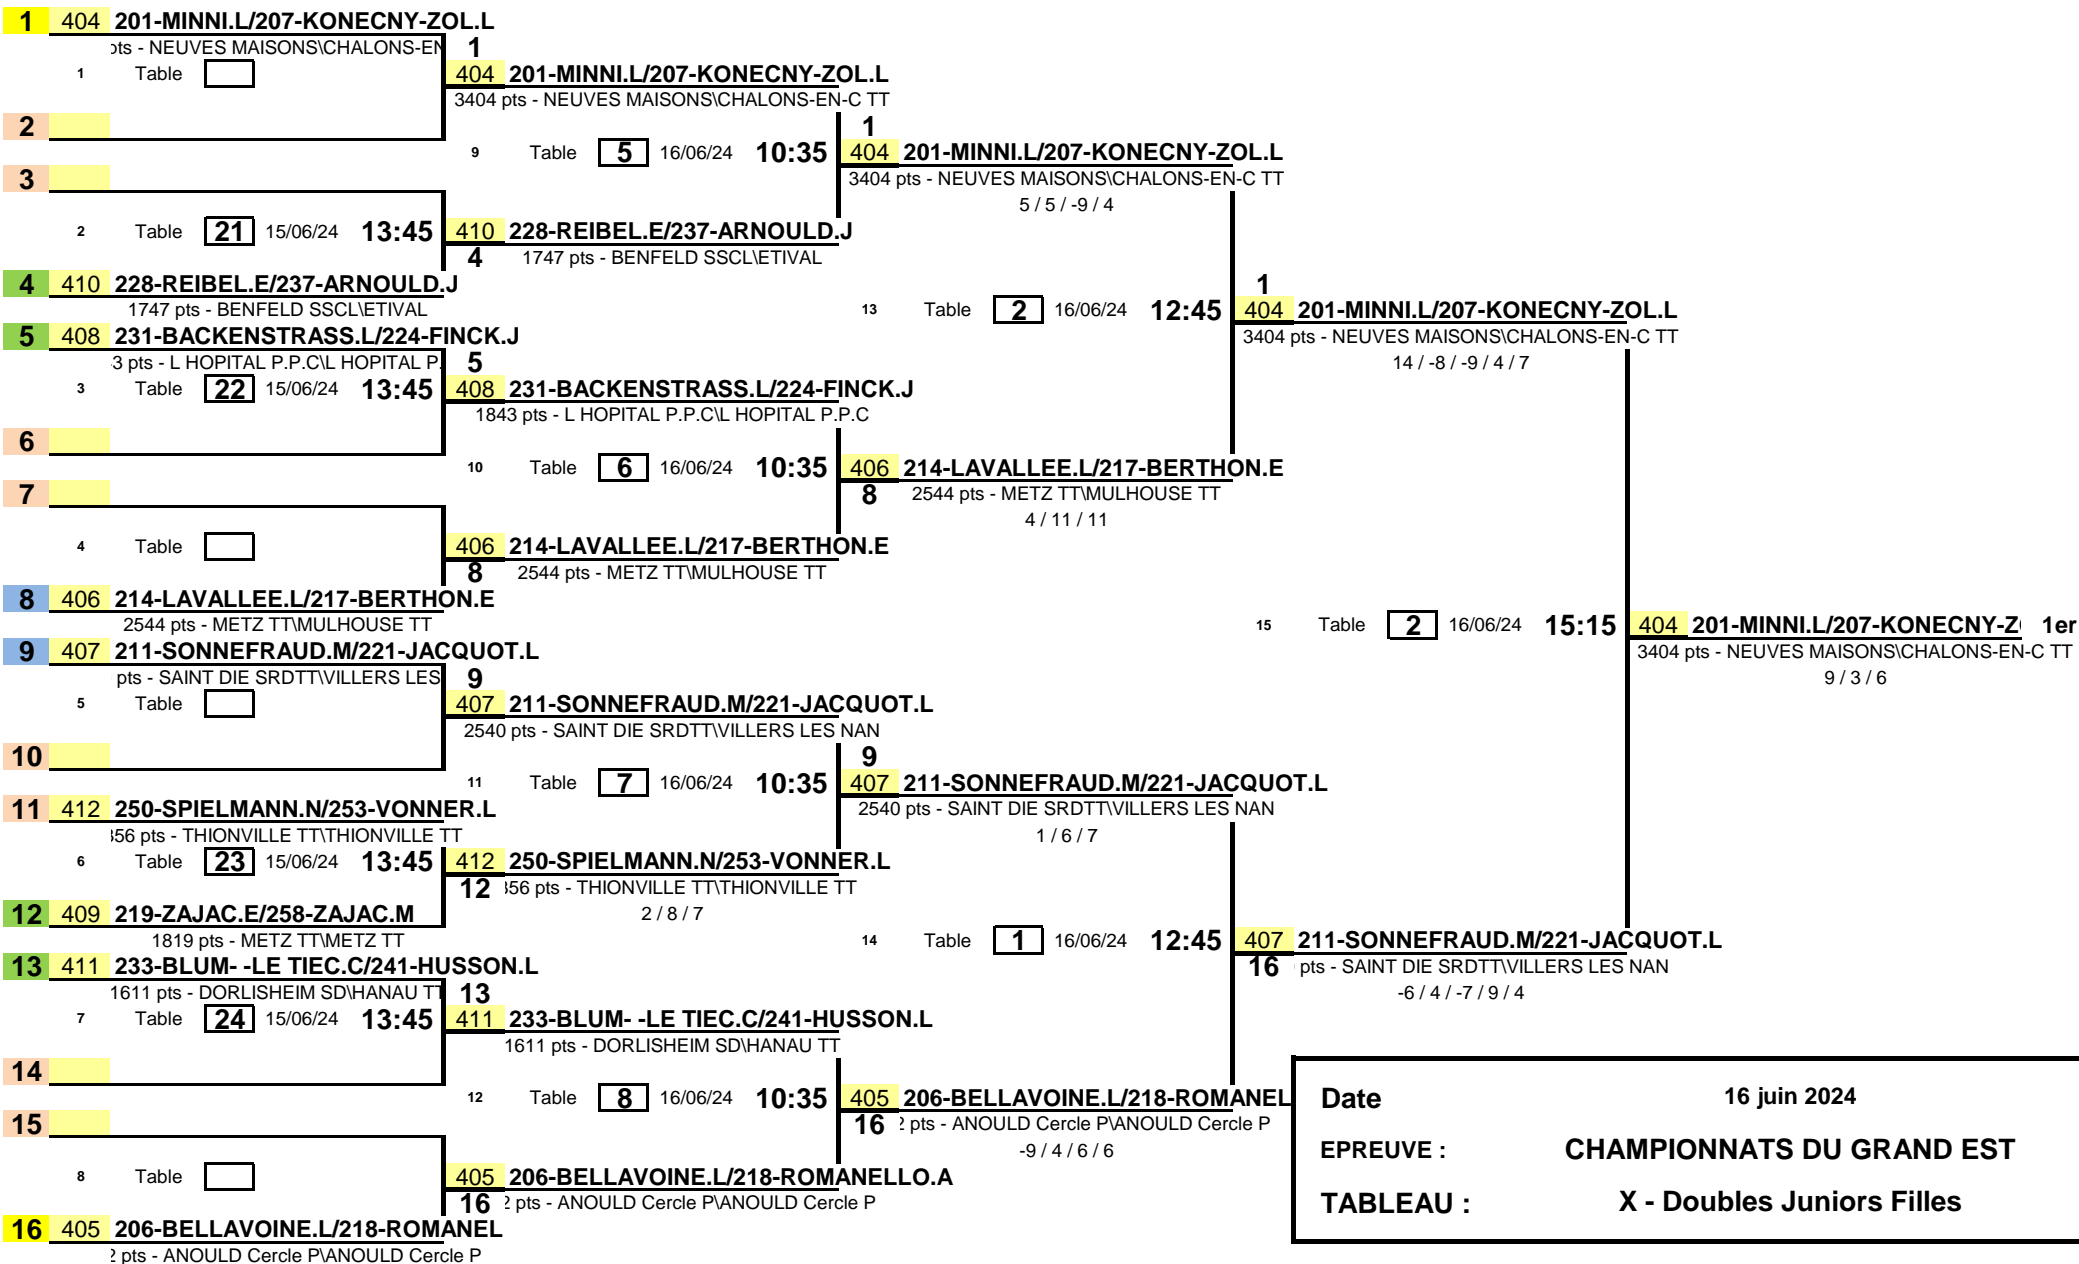 1 404 201-MINNI.L/207-KONECNY-ZOL.L
pts - NEUVES MAISONS\CHALONS-EN
1 Table
1
404 201-MINNI.L/207-KONECNY-ZOL.L
3404 pts - NEUVES MAISONS\CHALONS-EN-C TT
2
9 Table 5 16/06/24 10:35
1
404 201-MINNI.L/207-KONECNY-ZOL.L
3404 pts - NEUVES MAISONS\CHALONS-EN-C TT
5 / 5 / -9 / 4
3
2 Table 21 15/06/24 13:45
410 228-REIBEL.E/237-ARNOULD.J
4 1747 pts - BENFELD SSCL\ETIVAL
4 410 228-REIBEL.E/237-ARNOULD.J
1747 pts - BENFELD SSCL\ETIVAL
13 Table 2 16/06/24 12:45
1
404 201-MINNI.L/207-KONECNY-ZOL.L
3404 pts - NEUVES MAISONS\CHALONS-EN-C TT
14 / -8 / -9 / 4 / 7
5 408 231-BACKENSTRASS.L/224-FINCK.J
3 pts - L HOPITAL P.P.C\L HOPITAL P.
3 Table 22 15/06/24 13:45
5
408 231-BACKENSTRASS.L/224-FINCK.J
1843 pts - L HOPITAL P.P.C\L HOPITAL P.P.C
6
10 Table 6 16/06/24 10:35
406 214-LAVALLEE.L/217-BERTHON.E
8 2544 pts - METZ TT\MULHOUSE TT
4 / 11 / 11
7
4 Table
406 214-LAVALLEE.L/217-BERTHON.E
8 2544 pts - METZ TT\MULHOUSE TT
8 406 214-LAVALLEE.L/217-BERTHON.E
2544 pts - METZ TT\MULHOUSE TT
15 Table 2 16/06/24 15:15
404 201-MINNI.L/207-KONECNY-Z 1er
3404 pts - NEUVES MAISONS\CHALONS-EN-C TT
9 / 3 / 6
9 407 211-SONNEFRAUD.M/221-JACQUOT.L
pts - SAINT DIE SRDTT\VILLERS LES
5 Table
9
407 211-SONNEFRAUD.M/221-JACQUOT.L
2540 pts - SAINT DIE SRDTT\VILLERS LES NAN
10
11 Table 7 16/06/24 10:35
9
407 211-SONNEFRAUD.M/221-JACQUOT.L
2540 pts - SAINT DIE SRDTT\VILLERS LES NAN
1 / 6 / 7
11 412 250-SPIELMANN.N/253-VONNER.L
356 pts - THIONVILLE TT\THIONVILLE TT
6 Table 23 15/06/24 13:45
412 250-SPIELMANN.N/253-VONNER.L
12 356 pts - THIONVILLE TT\THIONVILLE TT
2 / 8 / 7
12 409 219-ZAJAC.E/258-ZAJAC.M
1819 pts - METZ TT\METZ TT
14 Table 1 16/06/24 12:45
407 211-SONNEFRAUD.M/221-JACQUOT.L
16 pts - SAINT DIE SRDTT\VILLERS LES NAN
-6 / 4 / -7 / 9 / 4
13 411 233-BLUM- -LE TIEC.C/241-HUSSON.L
1611 pts - DORLISHEIM SD\HANAU TT
7 Table 24 15/06/24 13:45
13
411 233-BLUM- -LE TIEC.C/241-HUSSON.L
1611 pts - DORLISHEIM SD\HANAU TT
14
12 Table 8 16/06/24 10:35
405 206-BELLAVOINE.L/218-ROMANEL
16 2 pts - ANOULD Cercle P\ANOULD Cercle P
-9 / 4 / 6 / 6
15
8 Table
405 206-BELLAVOINE.L/218-ROMANELLO.A
16 2 pts - ANOULD Cercle P\ANOULD Cercle P
16 405 206-BELLAVOINE.L/218-ROMANEL
2 pts - ANOULD Cercle P\ANOULD Cercle P
Date 16 juin 2024
EPREUVE : CHAMPIONNATS DU GRAND EST
TABLEAU : X - Doubles Juniors Filles